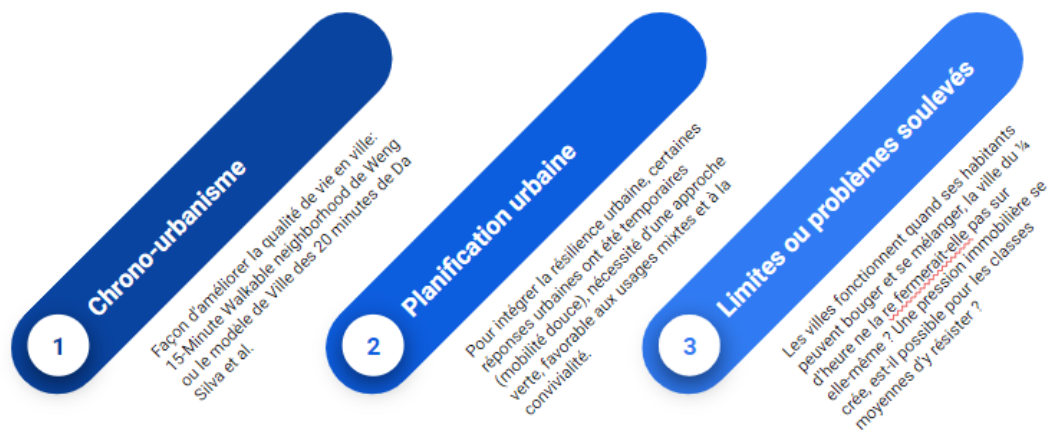 1
Chrono-urbanisme
Façon d'améliorer la qualité de vie en ville:
15-Minute Walkable neighborhood de Weng
ou le modèle de Ville des 20 minutes de Da
Silva et al.
2
Planification urbaine
Pour intégrer la résilience urbaine, certaines
réponses urbaines ont été temporaires
(mobilité douce), nécessité d'une approche
verte, favorable aux usages mixtes et à la
convivialité.
3
Limites ou problèmes soulevés
Les villes fonctionnent quand ses habitants
peuvent bouger et se mélanger, la ville du ¼
d'heure ne la re fermerait-elle pas sur
elle-même ? Une pression immobilière se
crée, est-il possible pour les classes
moyennes d'y résister ?